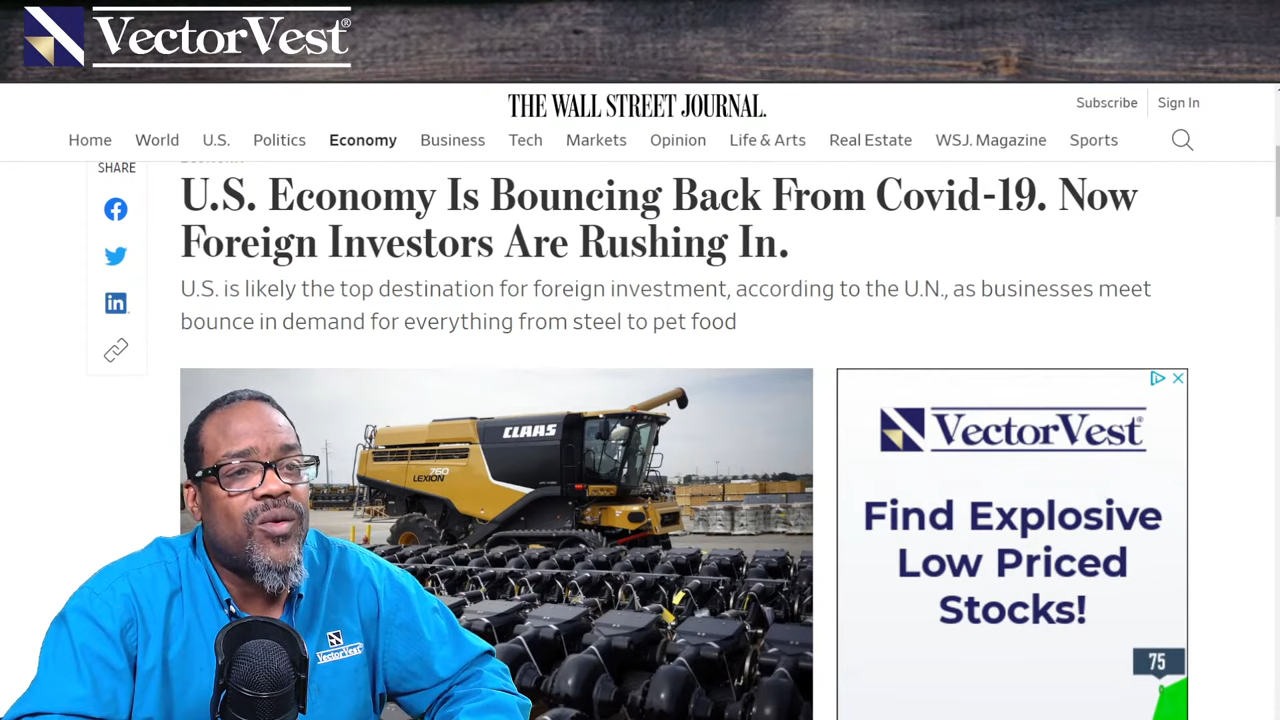 VectorVest®
THE WALL STREET JOURNAL.
Subscribe Sign In
Home World U.S. Politics Economy Business Tech Markets Opinion Life & Arts Real Estate WSJ. Magazine Sports
SHARE
U.S. Economy Is Bouncing Back From Covid-19. Now
Foreign Investors Are Rushing In.
U.S. is likely the top destination for foreign investment, according to the U.N., as businesses meet
bounce in demand for everything from steel to pet food
in
CLAAS
760
LEXION
VectorVest
VectorVest®
Find Explosive
Low Priced
Stocks!
75